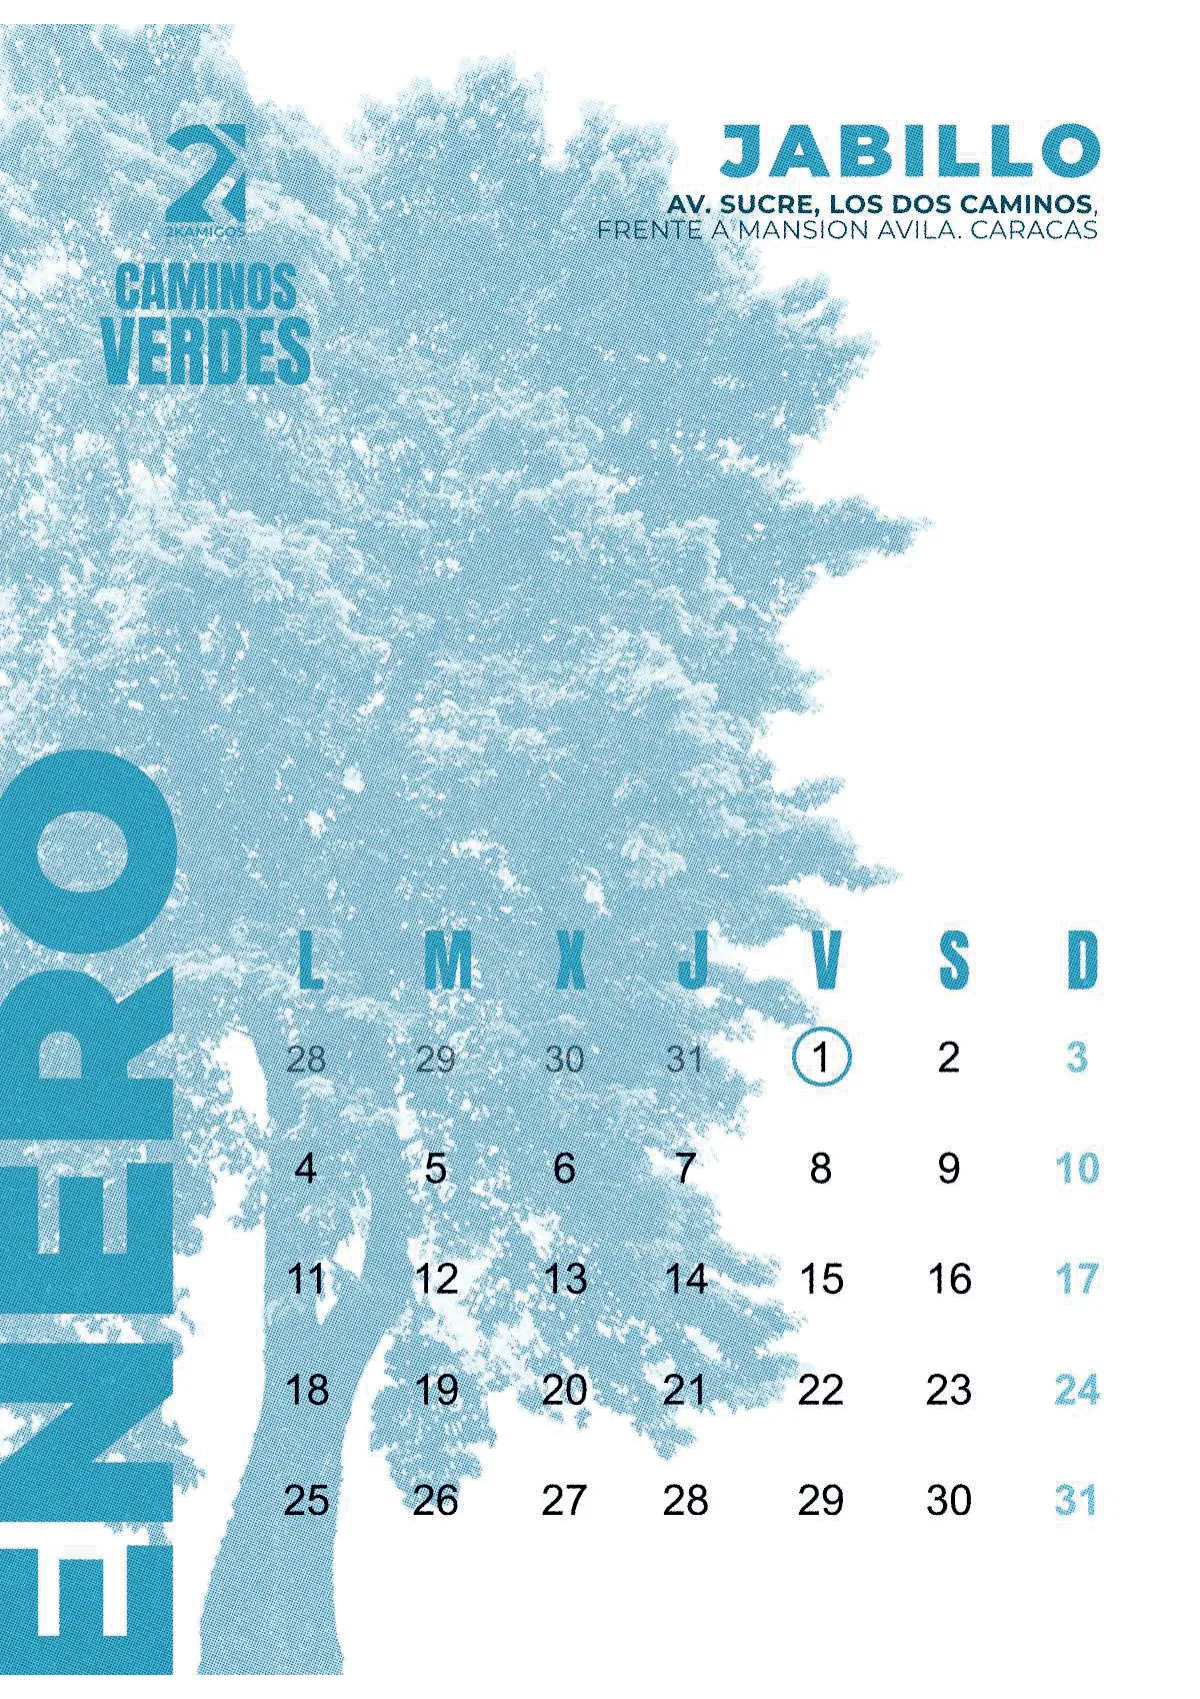 2KAMIGOS
CAMINOS
VERDES
JABILLO
AV. SUCRE, LOS DOS CAMINOS,
FRENTE A MANSION AVILA. CARACAS
ENERO
L M X J V S D
28 29 30 31 1 2 3
4 5 6 7 8 9 10
11 12 13 14 15 16 17
18 19 20 21 22 23 24
25 26 27 28 29 30 31